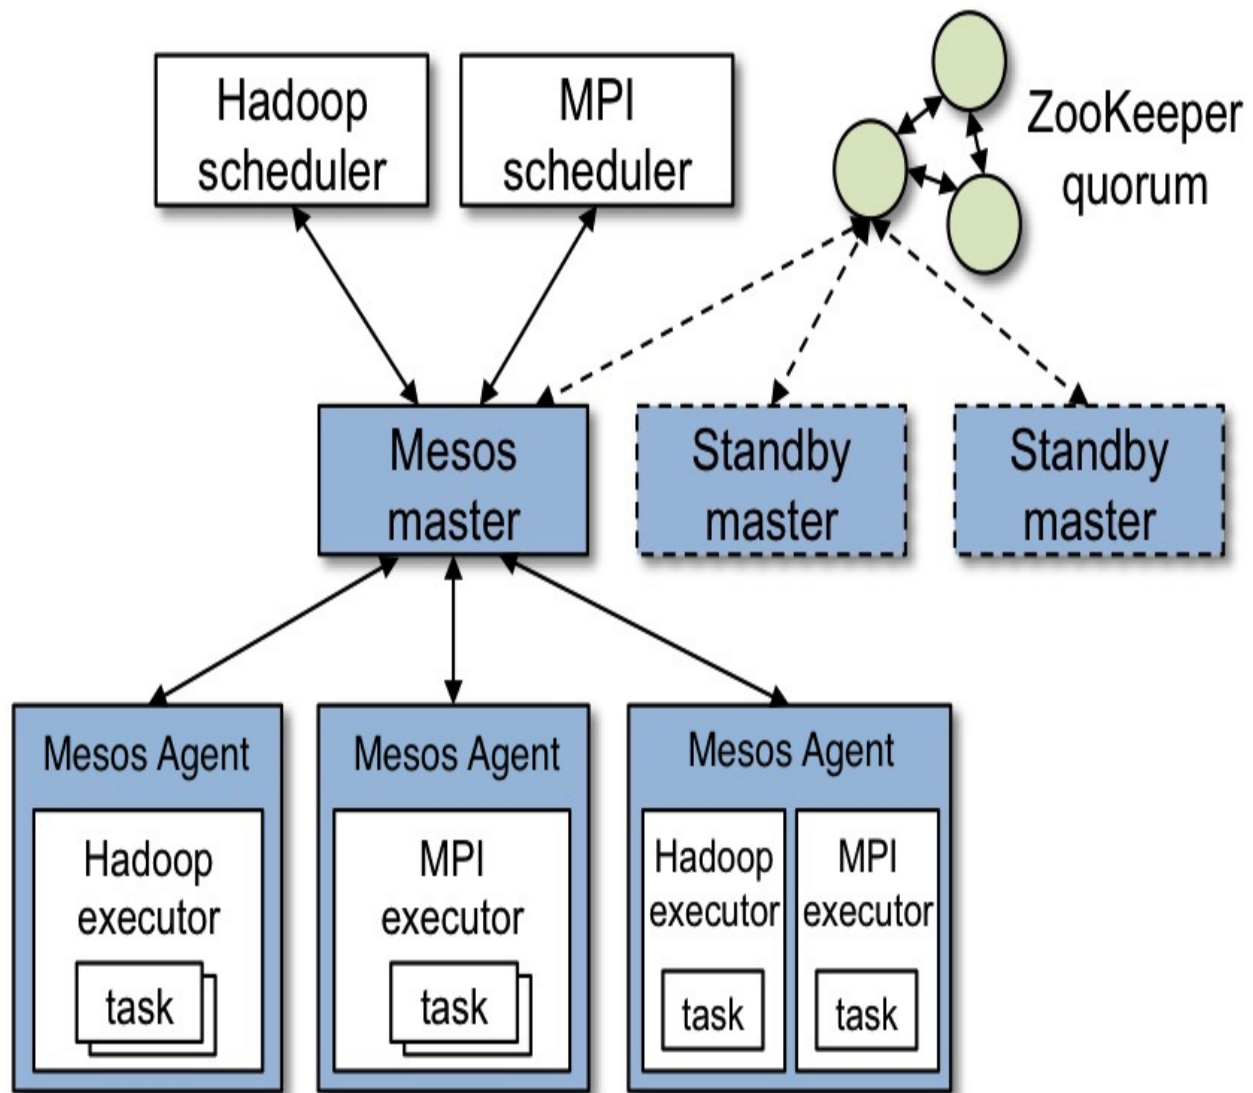 Hadoop
scheduler
MPI
scheduler
ZooKeeper
quorum
Mesos
master
Standby
master
Standby
master
Mesos Agent
Hadoop
executor
task
Mesos Agent
MPI
executor
task
Mesos Agent
Hadoop
executor
task
MPI
executor
task